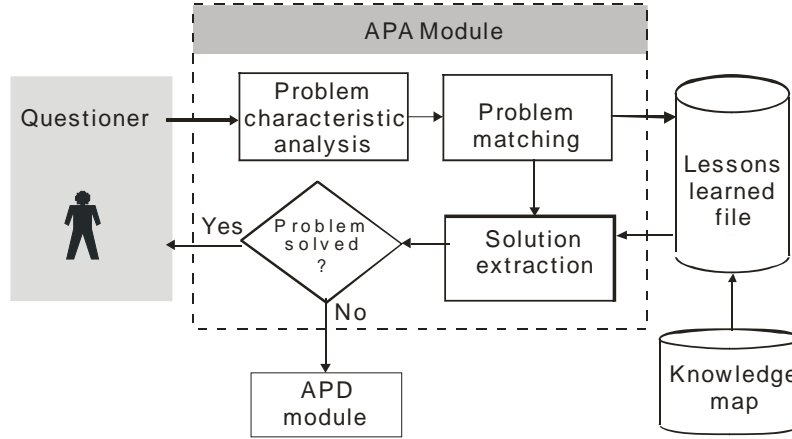 APA Module
Questioner
Problem
characteristic
analysis
Problem
matching
Lessons
learned
file
Yes
Problem
solved
?
Solution
extraction
No
APD
module
Knowledge
map